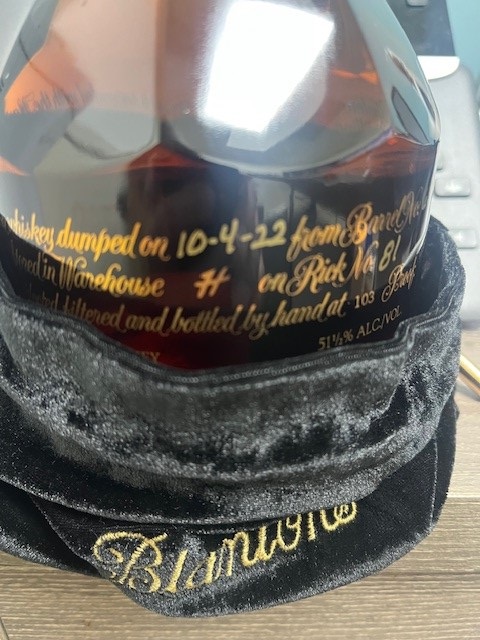 whiskey dumped on 10-4-22 from Barrel No.
in Warehouse H on Rick No. 81
filtered and bottled by hand at 103 Proof
51½% ALC/VOL
Blanton's®